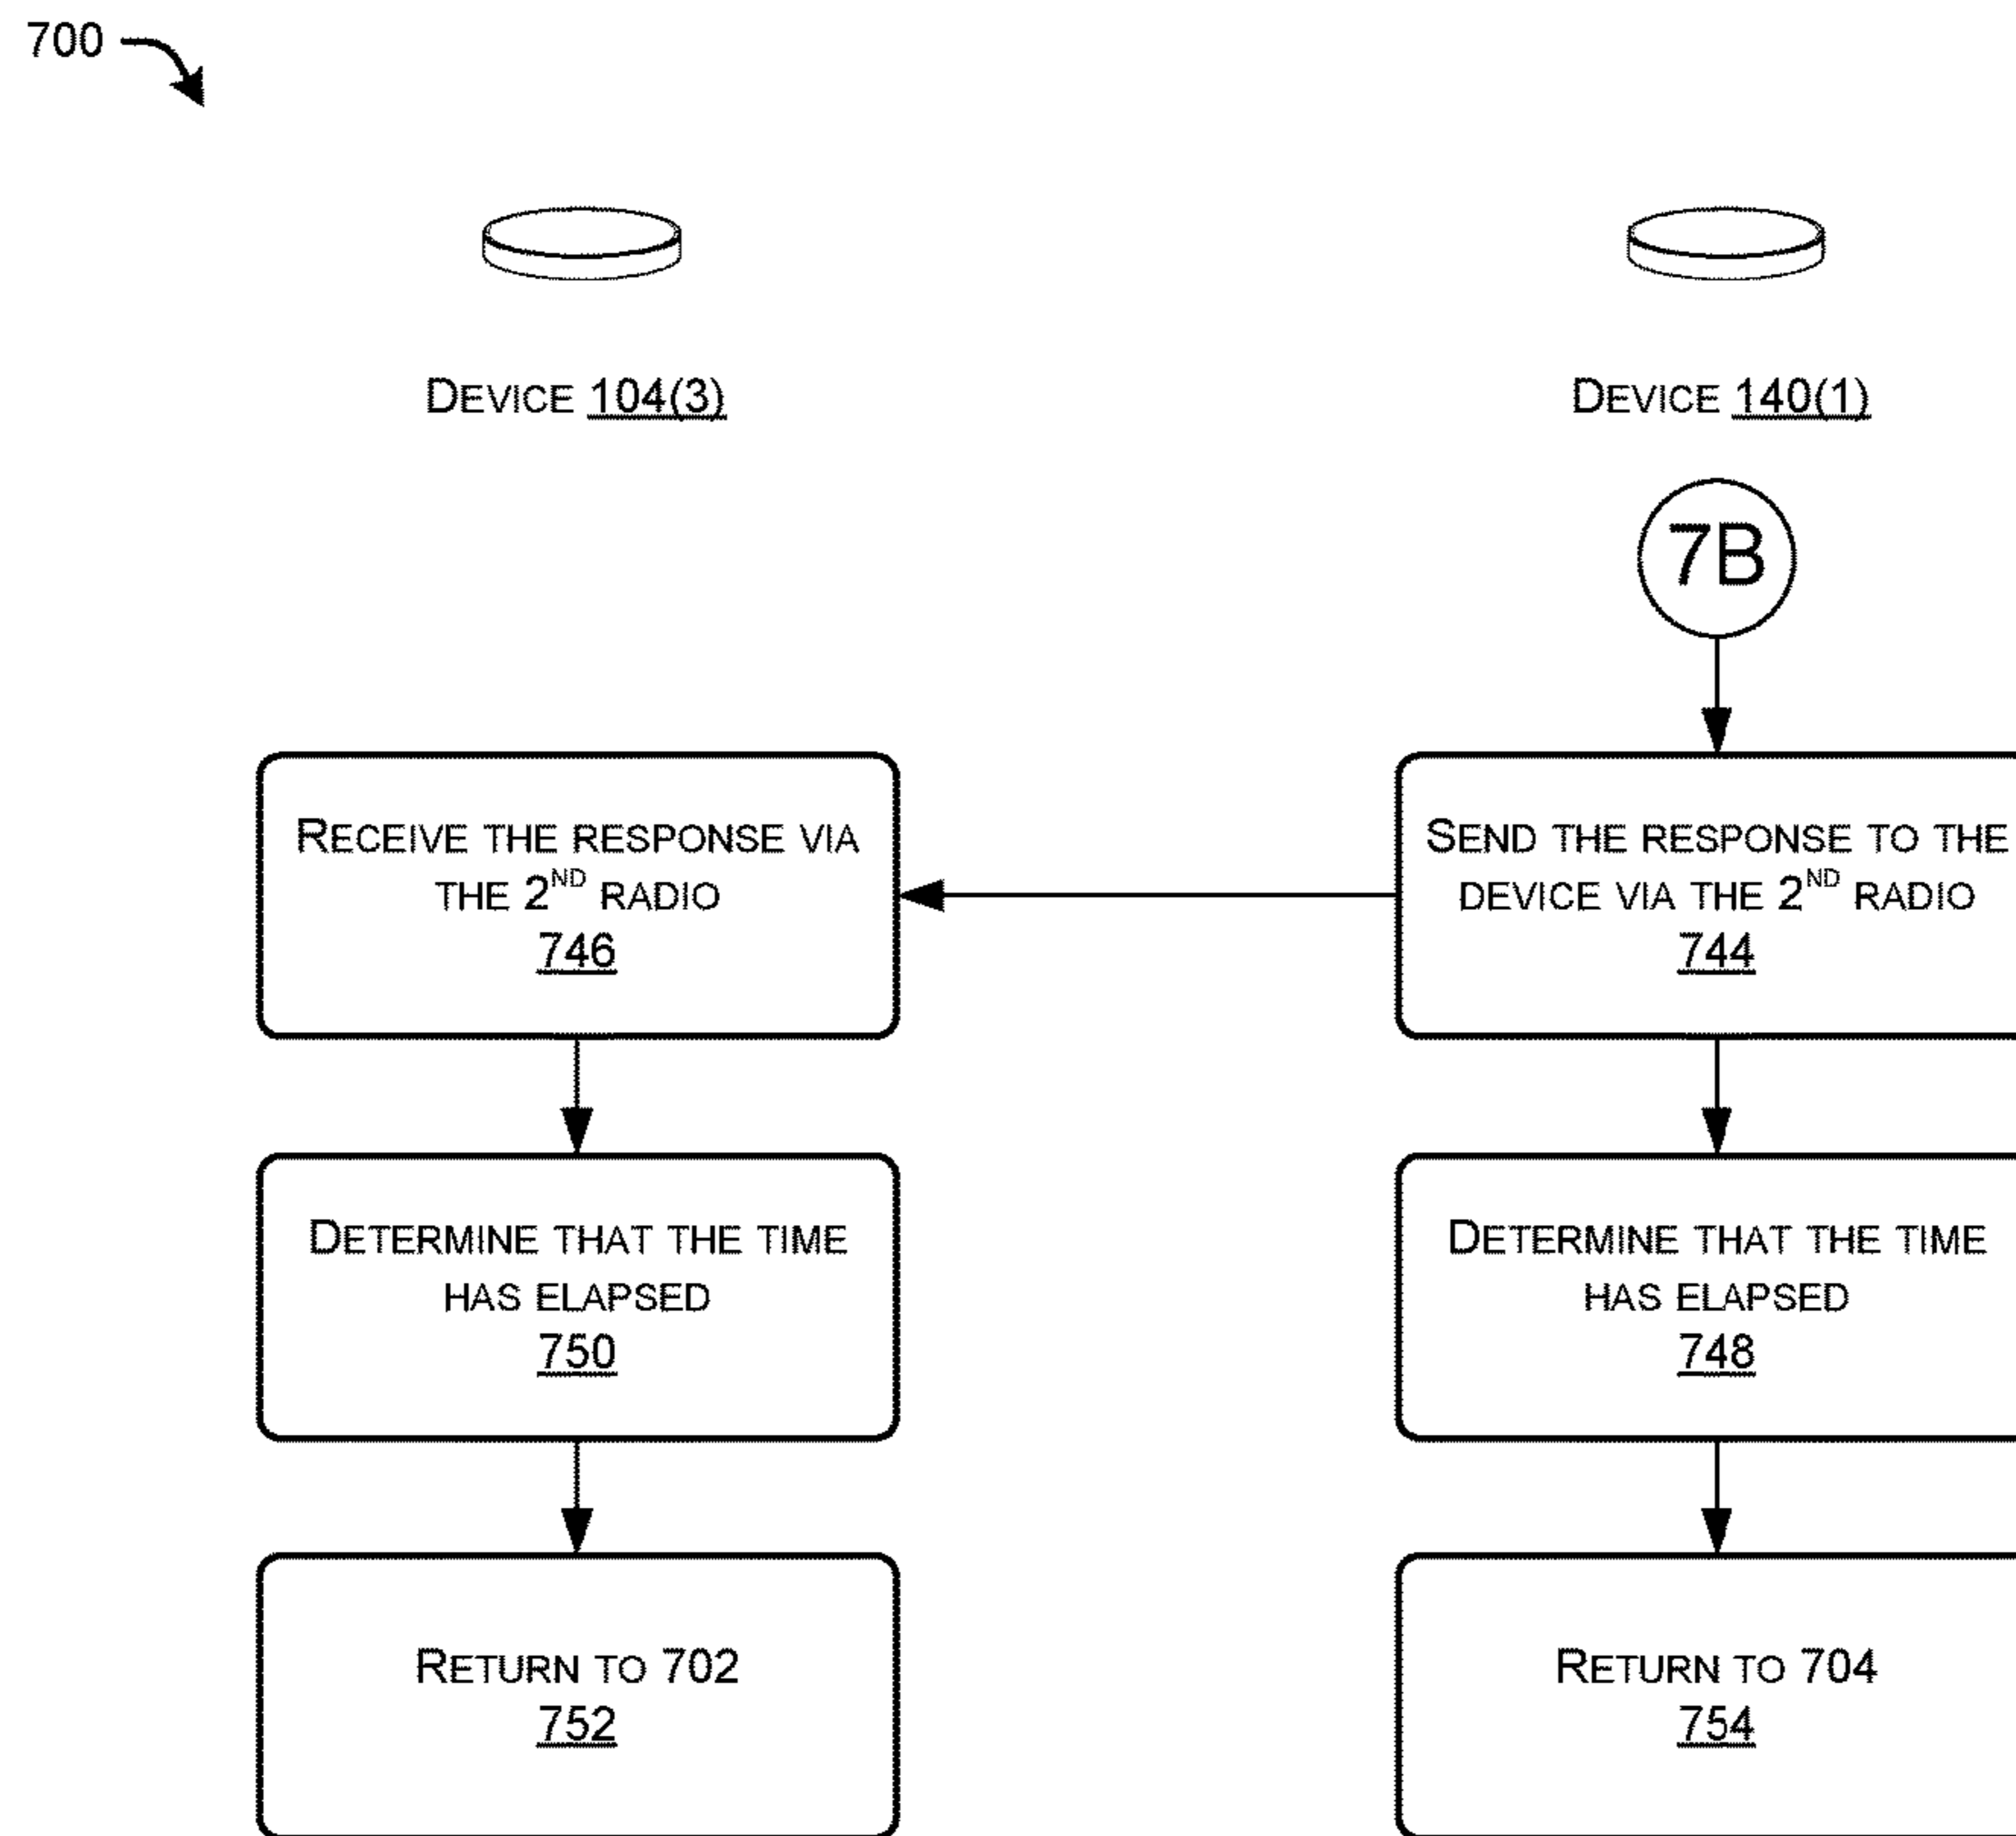 700
DEVICE 104(3)
DEVICE 140(1)
7B
RECEIVE THE RESPONSE VIA
THE 2ND RADIO
746
SEND THE RESPONSE TO THE
DEVICE VIA THE 2ND RADIO
744
DETERMINE THAT THE TIME
HAS ELAPSED
750
DETERMINE THAT THE TIME
HAS ELAPSED
748
RETURN TO 702
752
RETURN TO 704
754